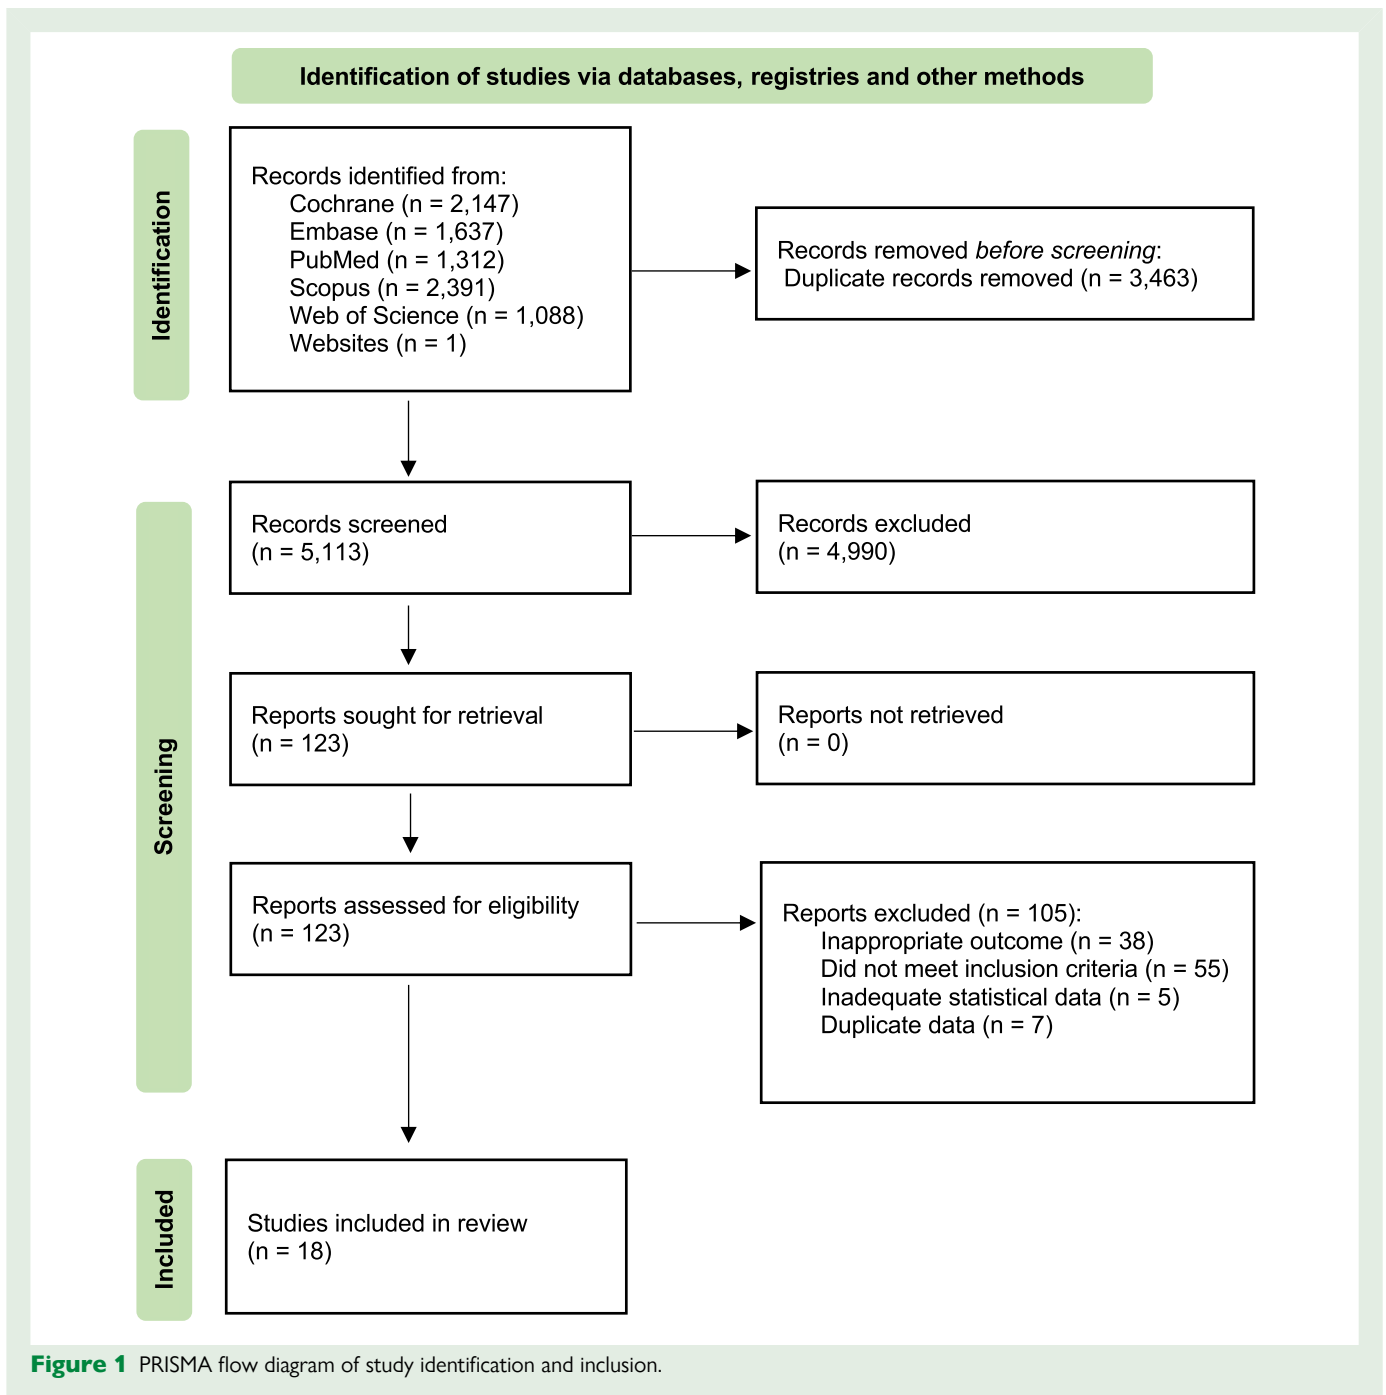 Identification of studies via databases, registries and other methods
Identification
Records identified from:
Cochrane (n = 2,147)
Embase (n = 1,637)
PubMed (n = 1,312)
Scopus (n = 2,391)
Web of Science (n = 1,088)
Websites (n = 1)
Records removed before screening:
Duplicate records removed (n = 3,463)
Screening
Records screened
(n = 5,113)
Records excluded
(n = 4,990)
Reports sought for retrieval
(n = 123)
Reports not retrieved
(n = 0)
Reports assessed for eligibility
(n = 123)
Reports excluded (n = 105):
Inappropriate outcome (n = 38)
Did not meet inclusion criteria (n = 55)
Inadequate statistical data (n = 5)
Duplicate data (n = 7)
Included
Studies included in review
(n = 18)
Figure 1 PRISMA flow diagram of study identification and inclusion.